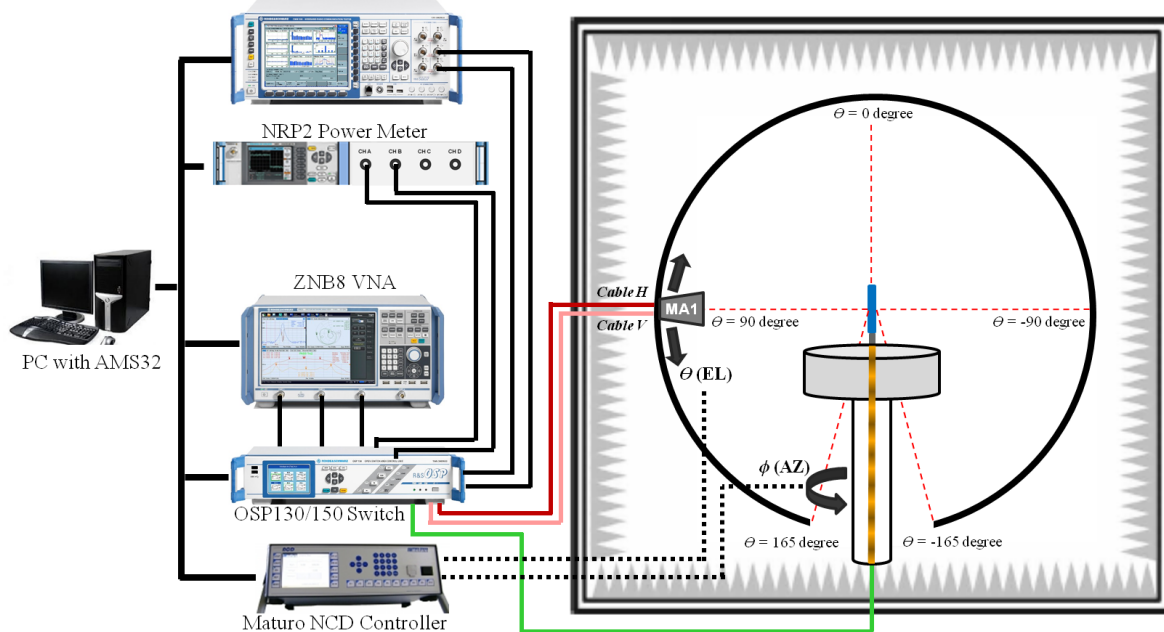 NRP2 Power Meter
CH A
CH B
CH C
CH D
ZNB8 VNA
PC with AMS32
R&S OSP
OSP130/150 Switch
Maturo NCD Controller
Cable H
MA1
Cable V
Θ (EL)
ϕ (AZ)
Θ = 0 degree
Θ = 90 degree
Θ = -90 degree
Θ = 165 degree
Θ = -165 degree